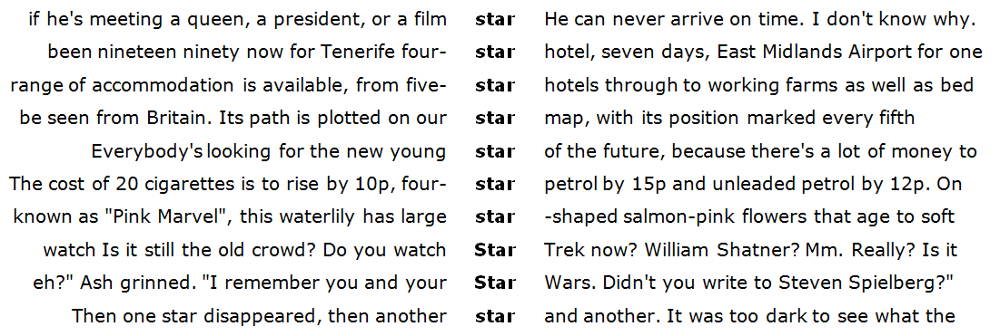 if he's meeting a queen, a president, or a film star He can never arrive on time. I don't know why.
been nineteen ninety now for Tenerife four- star hotel, seven days, East Midlands Airport for one
range of accommodation is available, from five- star hotels through to working farms as well as bed
be seen from Britain. Its path is plotted on our star map, with its position marked every fifth
Everybody's looking for the new young star of the future, because there's a lot of money to
The cost of 20 cigarettes is to rise by 10p, four- star petrol by 15p and unleaded petrol by 12p. On
known as "Pink Marvel", this waterlily has large star -shaped salmon-pink flowers that age to soft
watch Is it still the old crowd? Do you watch Star Trek now? William Shatner? Mm. Really? Is it
eh?" Ash grinned. "I remember you and your Star Wars. Didn't you write to Steven Spielberg?"
Then one star disappeared, then another star and another. It was too dark to see what the